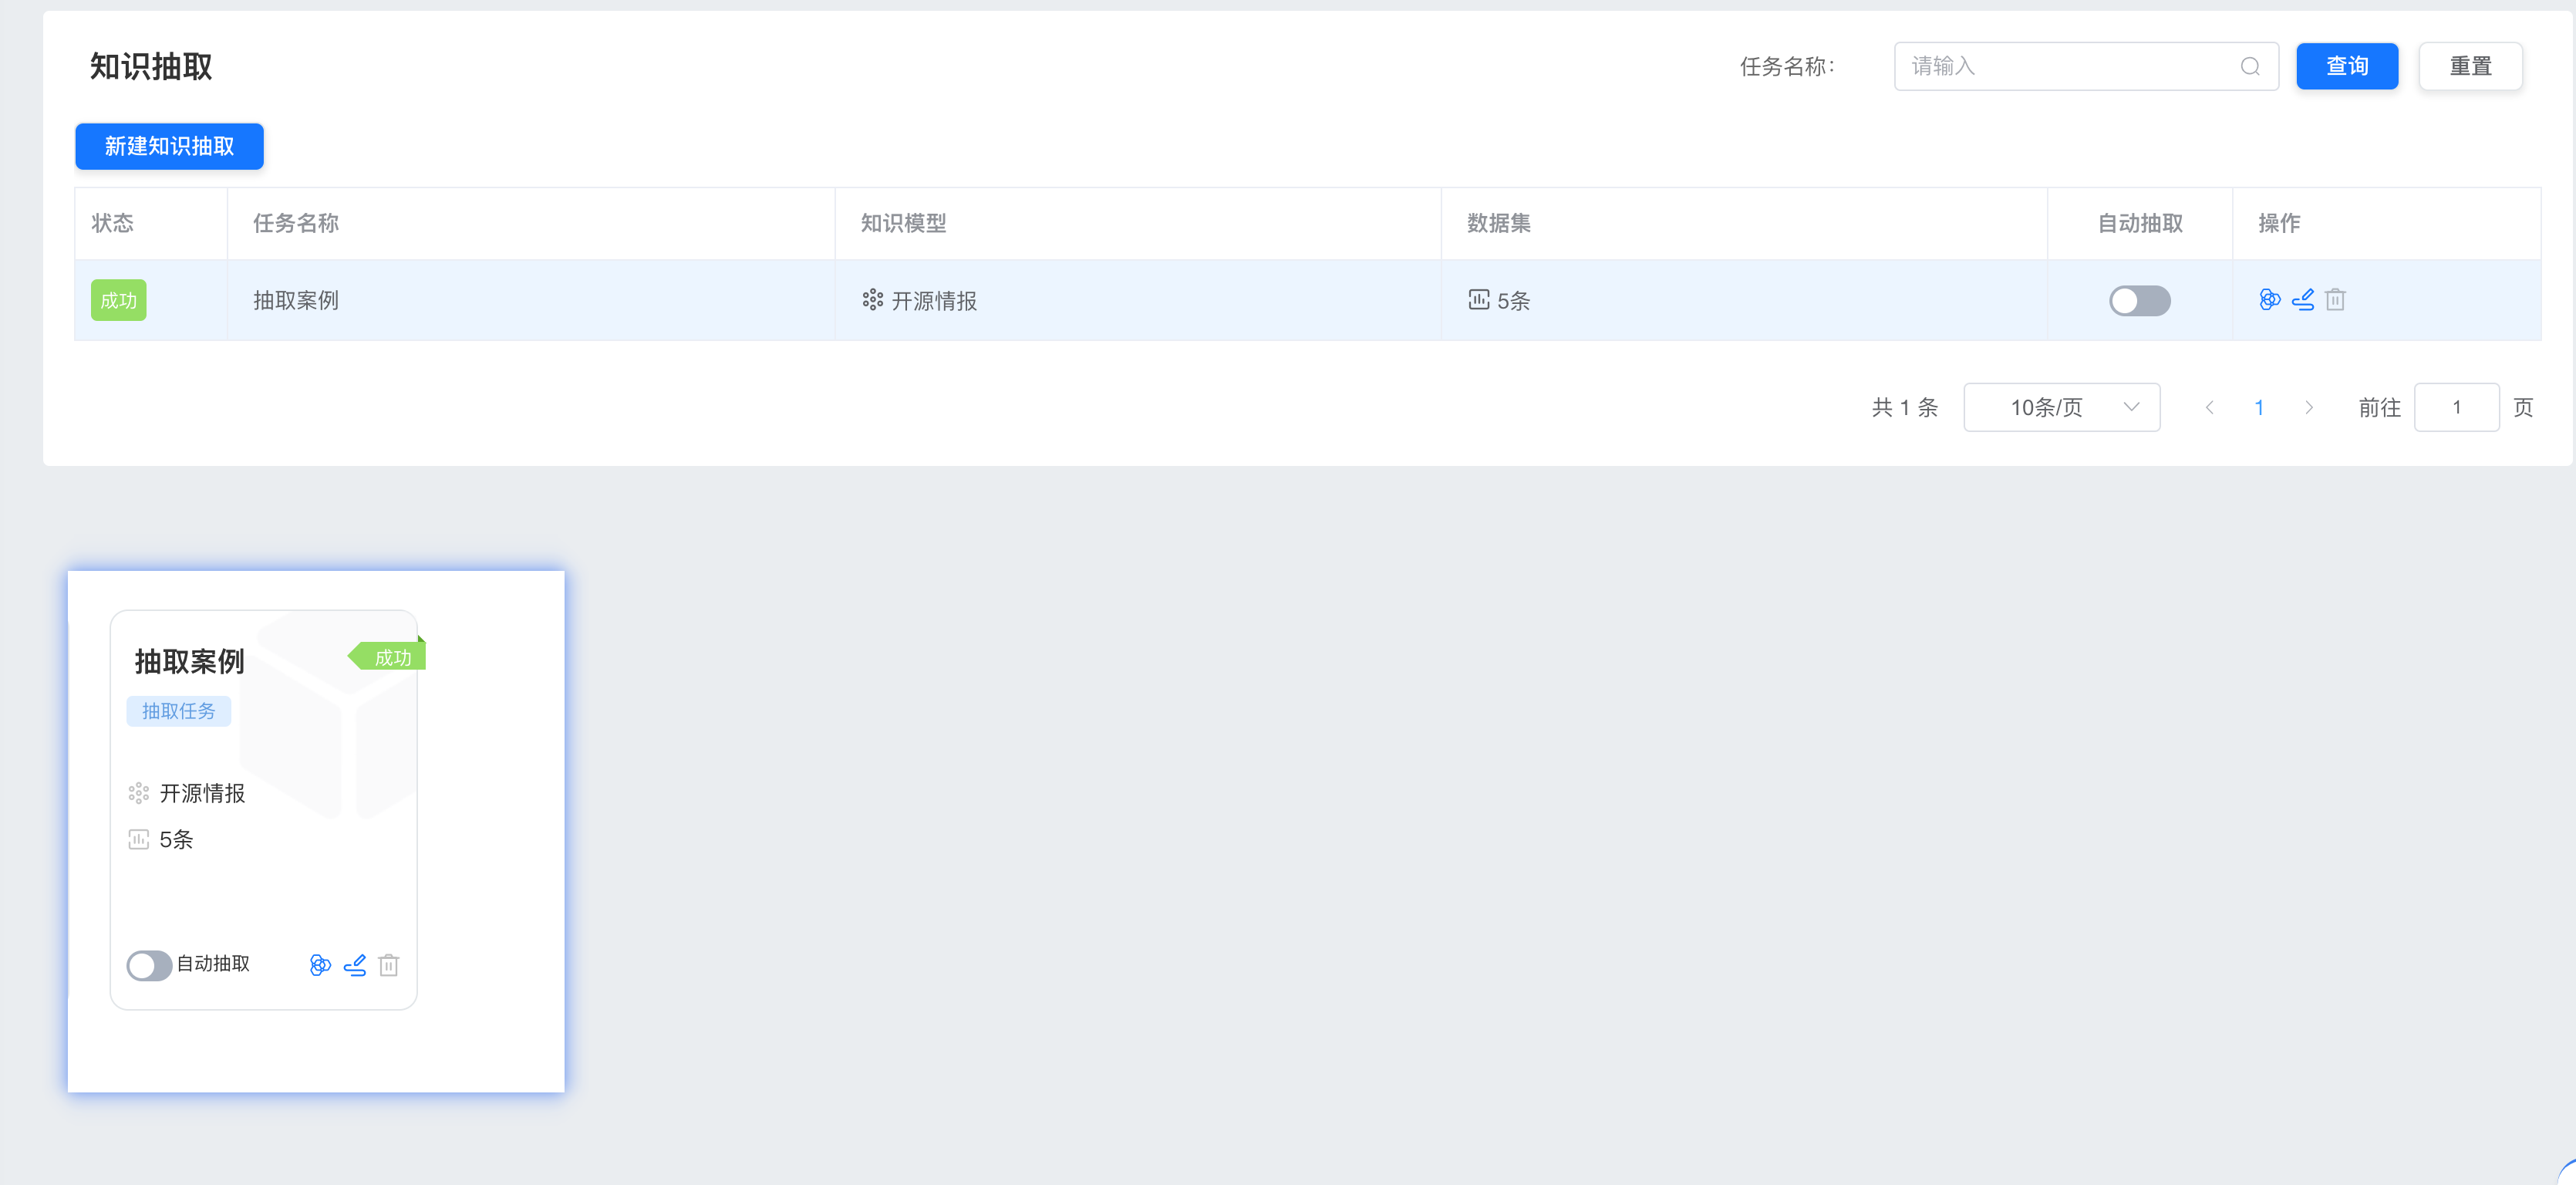 知识抽取 任务名称: 请输入 查询 重置
新建知识抽取
状态 任务名称 知识模型 数据集 自动抽取 操作
成功 抽取案例 开源情报 5条
共 1 条 10条/页 1 前往 1 页
抽取案例 成功
抽取任务
开源情报
5条
自动抽取